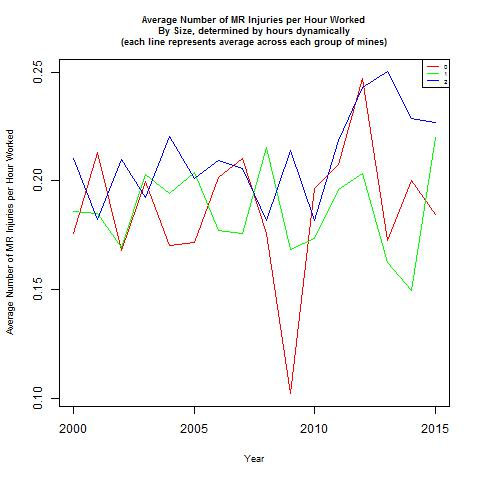 Average Number of MR Injuries per Hour Worked
By Size, determined by hours dynamically
(each line represents average across each group of mines)
0
1
2
Average Number of MR Injuries per Hour Worked
0.25
0.20
0.15
0.10
2000
2005
2010
2015
Year